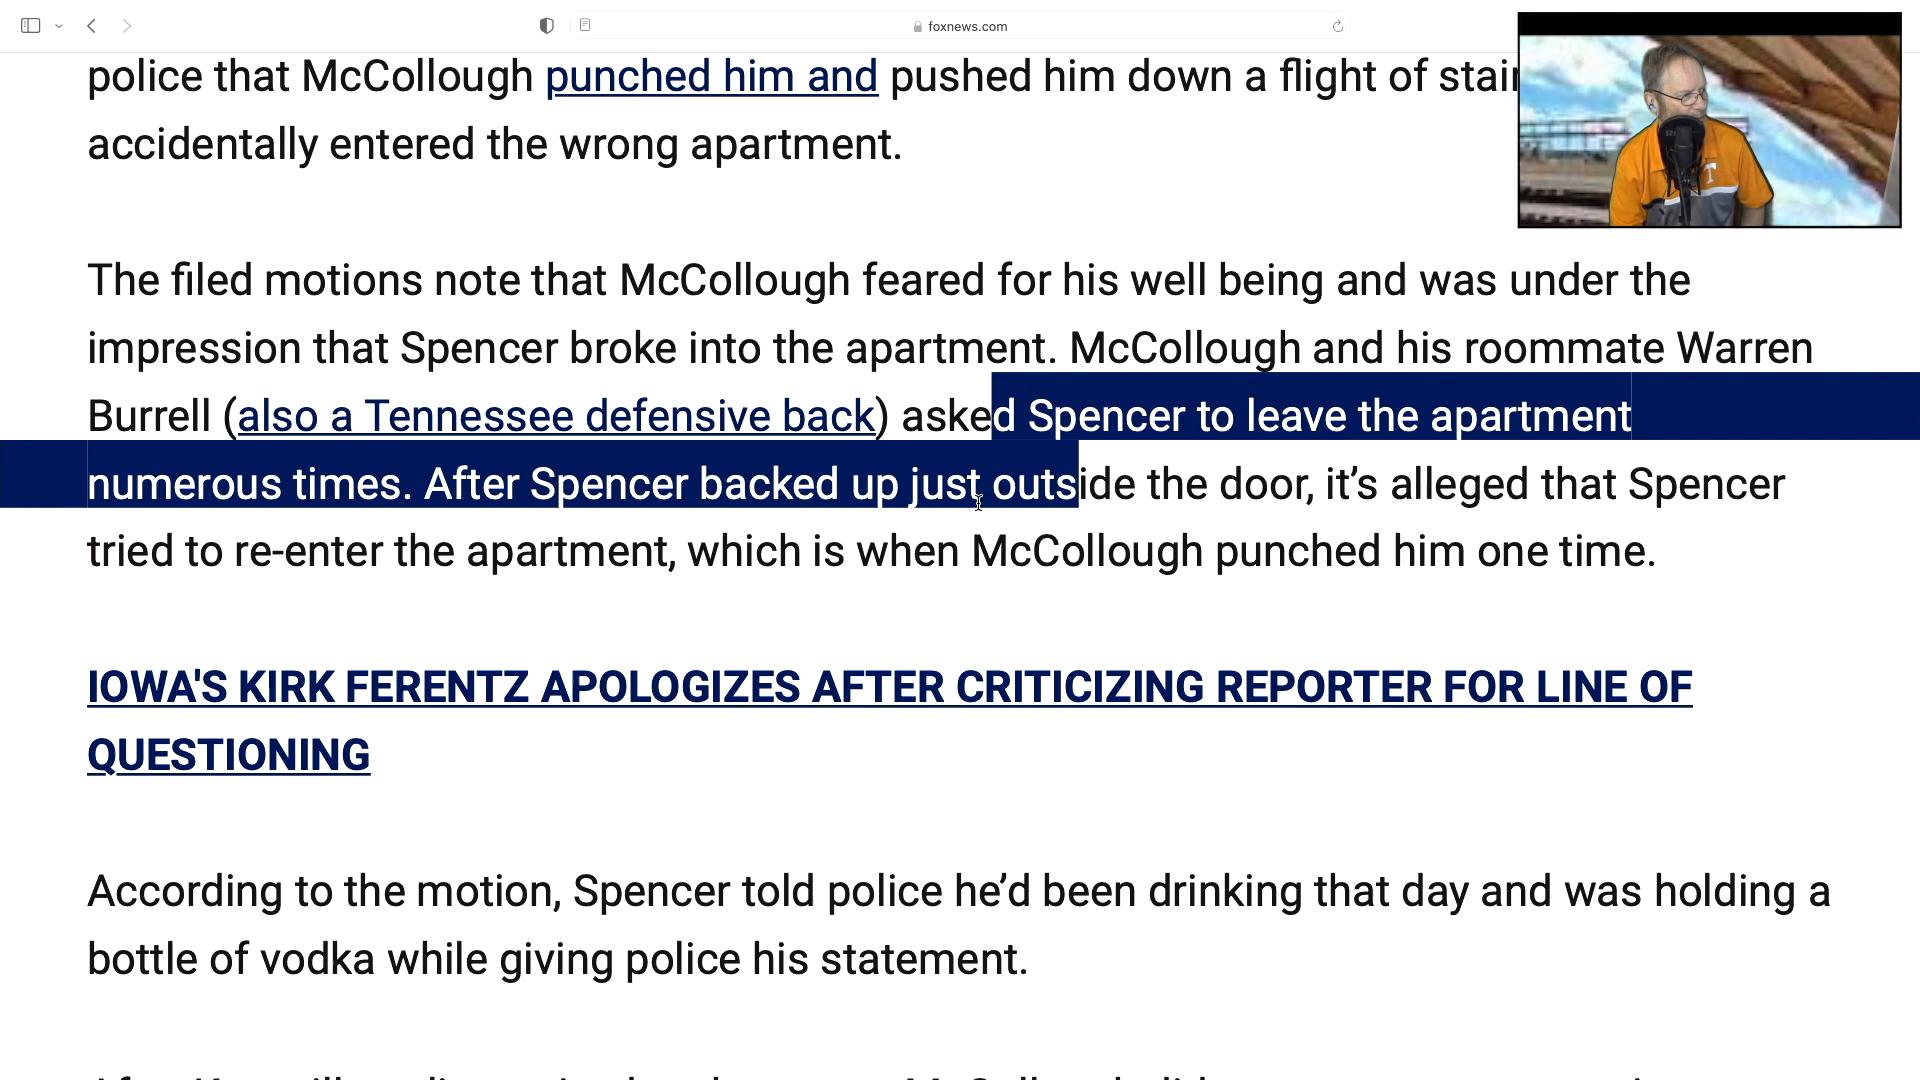 foxnews.com
police that McCollough punched him and pushed him down a flight of stair
accidentally entered the wrong apartment.
The filed motions note that McCollough feared for his well being and was under the
impression that Spencer broke into the apartment. McCollough and his roommate Warren
Burrell (also a Tennessee defensive back) asked Spencer to leave the apartment
numerous times. After Spencer backed up just outside the door, it’s alleged that Spencer
tried to re-enter the apartment, which is when McCollough punched him one time.
IOWA'S KIRK FERENTZ APOLOGIZES AFTER CRITICIZING REPORTER FOR LINE OF
QUESTIONING
According to the motion, Spencer told police he’d been drinking that day and was holding a
bottle of vodka while giving police his statement.
T